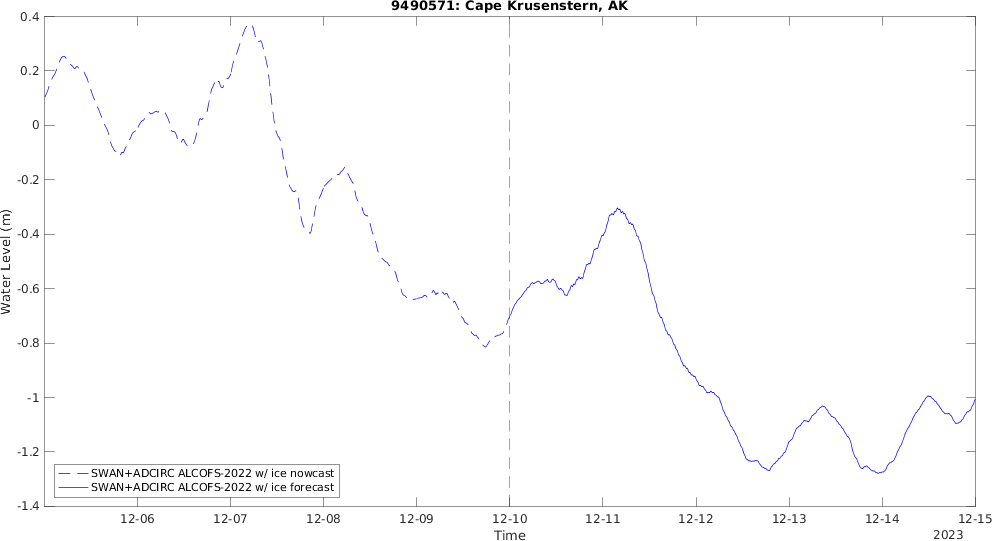 9490571: Cape Krusenstern, AK
0.4
0.2
0
-0.2
-0.4
-0.6
-0.8
-1
-1.2
-1.4
Water Level (m)
SWAN+ADCIRC ALCOFS-2022 w/ ice nowcast
SWAN+ADCIRC ALCOFS-2022 w/ ice forecast
12-06 12-07 12-08 12-09 12-10 12-11 12-12 12-13 12-14 12-15
Time
2023